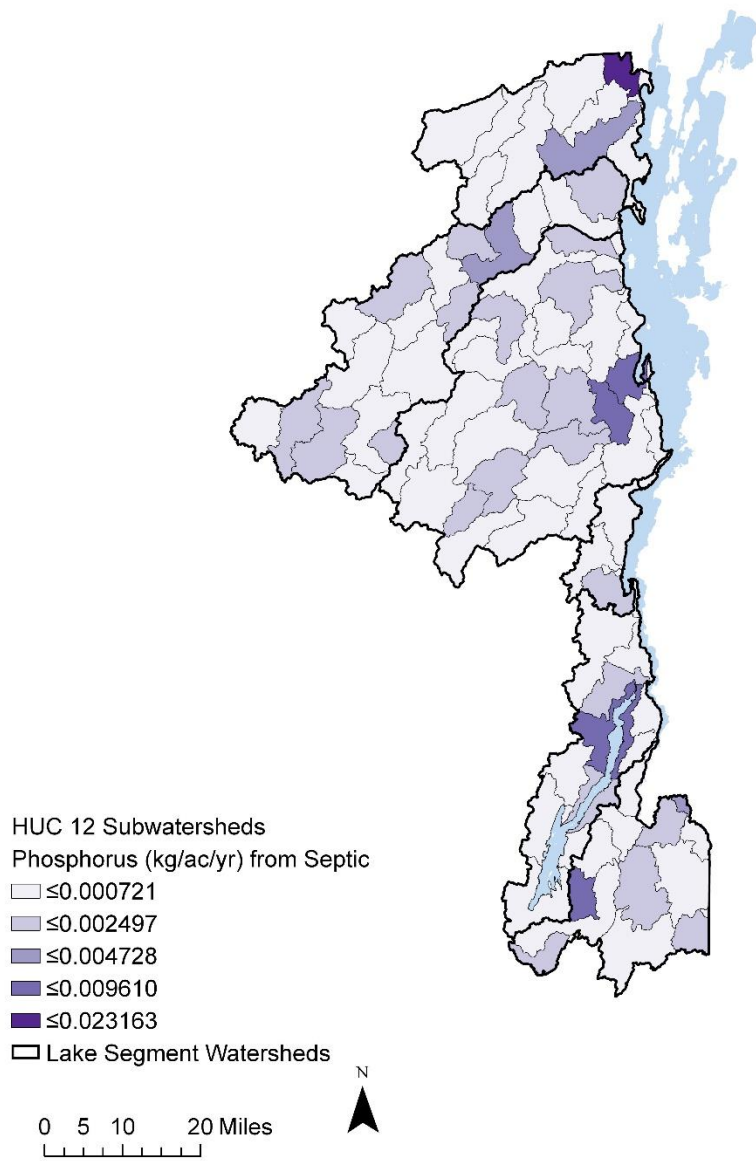 HUC 12 Subwatersheds
Phosphorus (kg/ac/yr) from Septic
≤0.000721
≤0.002497
≤0.004728
≤0.009610
≤0.023163
Lake Segment Watersheds
N
0 5 10 20 Miles